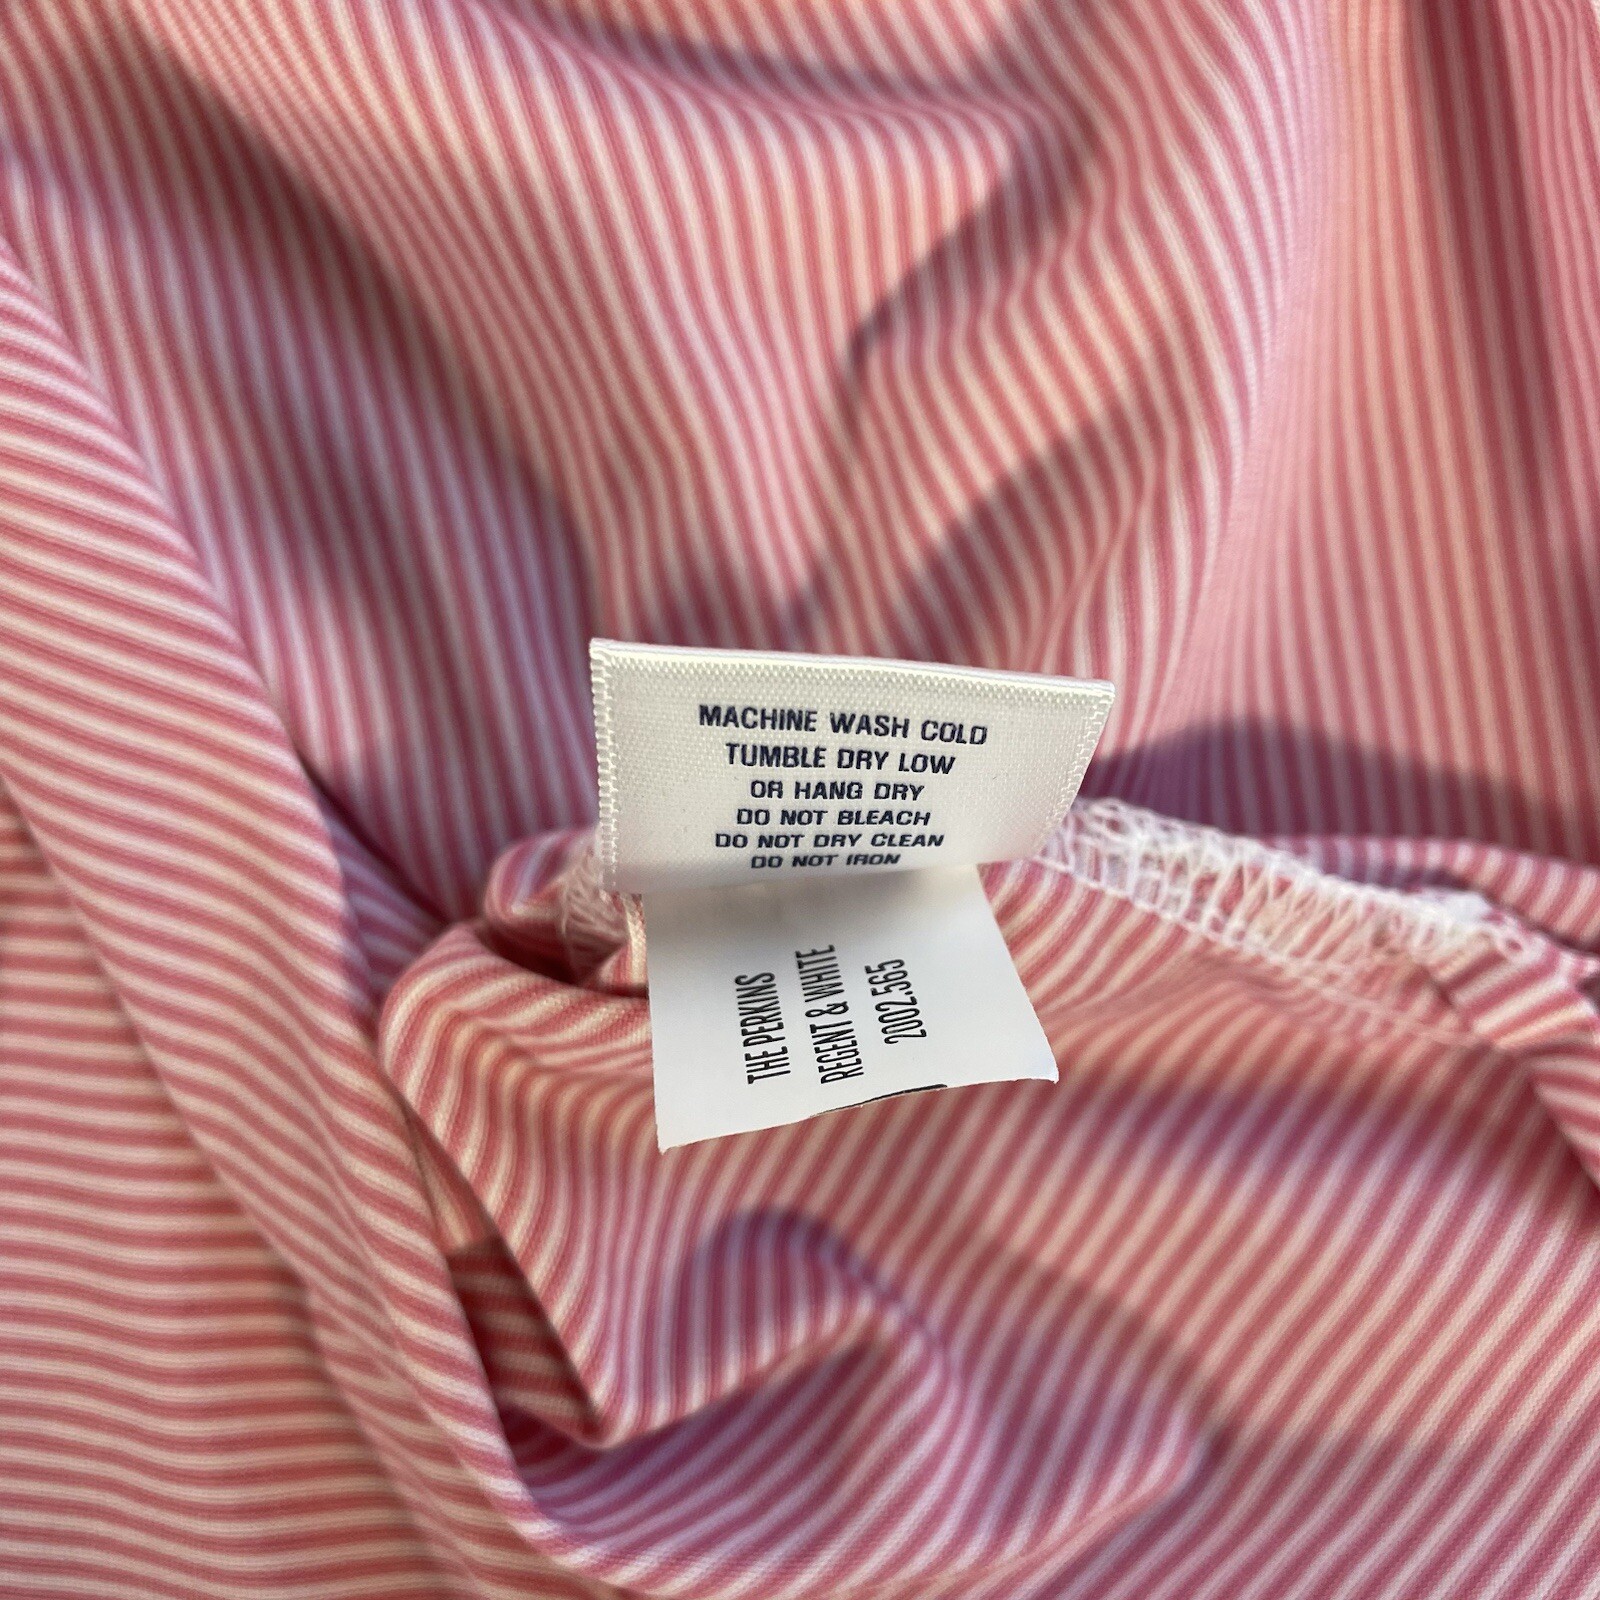 MACHINE WASH COLD
TUMBLE DRY LOW
OR HANG DRY
DO NOT BLEACH
DO NOT DRY CLEAN
DO NOT IRON
THE PERKINS
REGENT & WHITE
2002.565